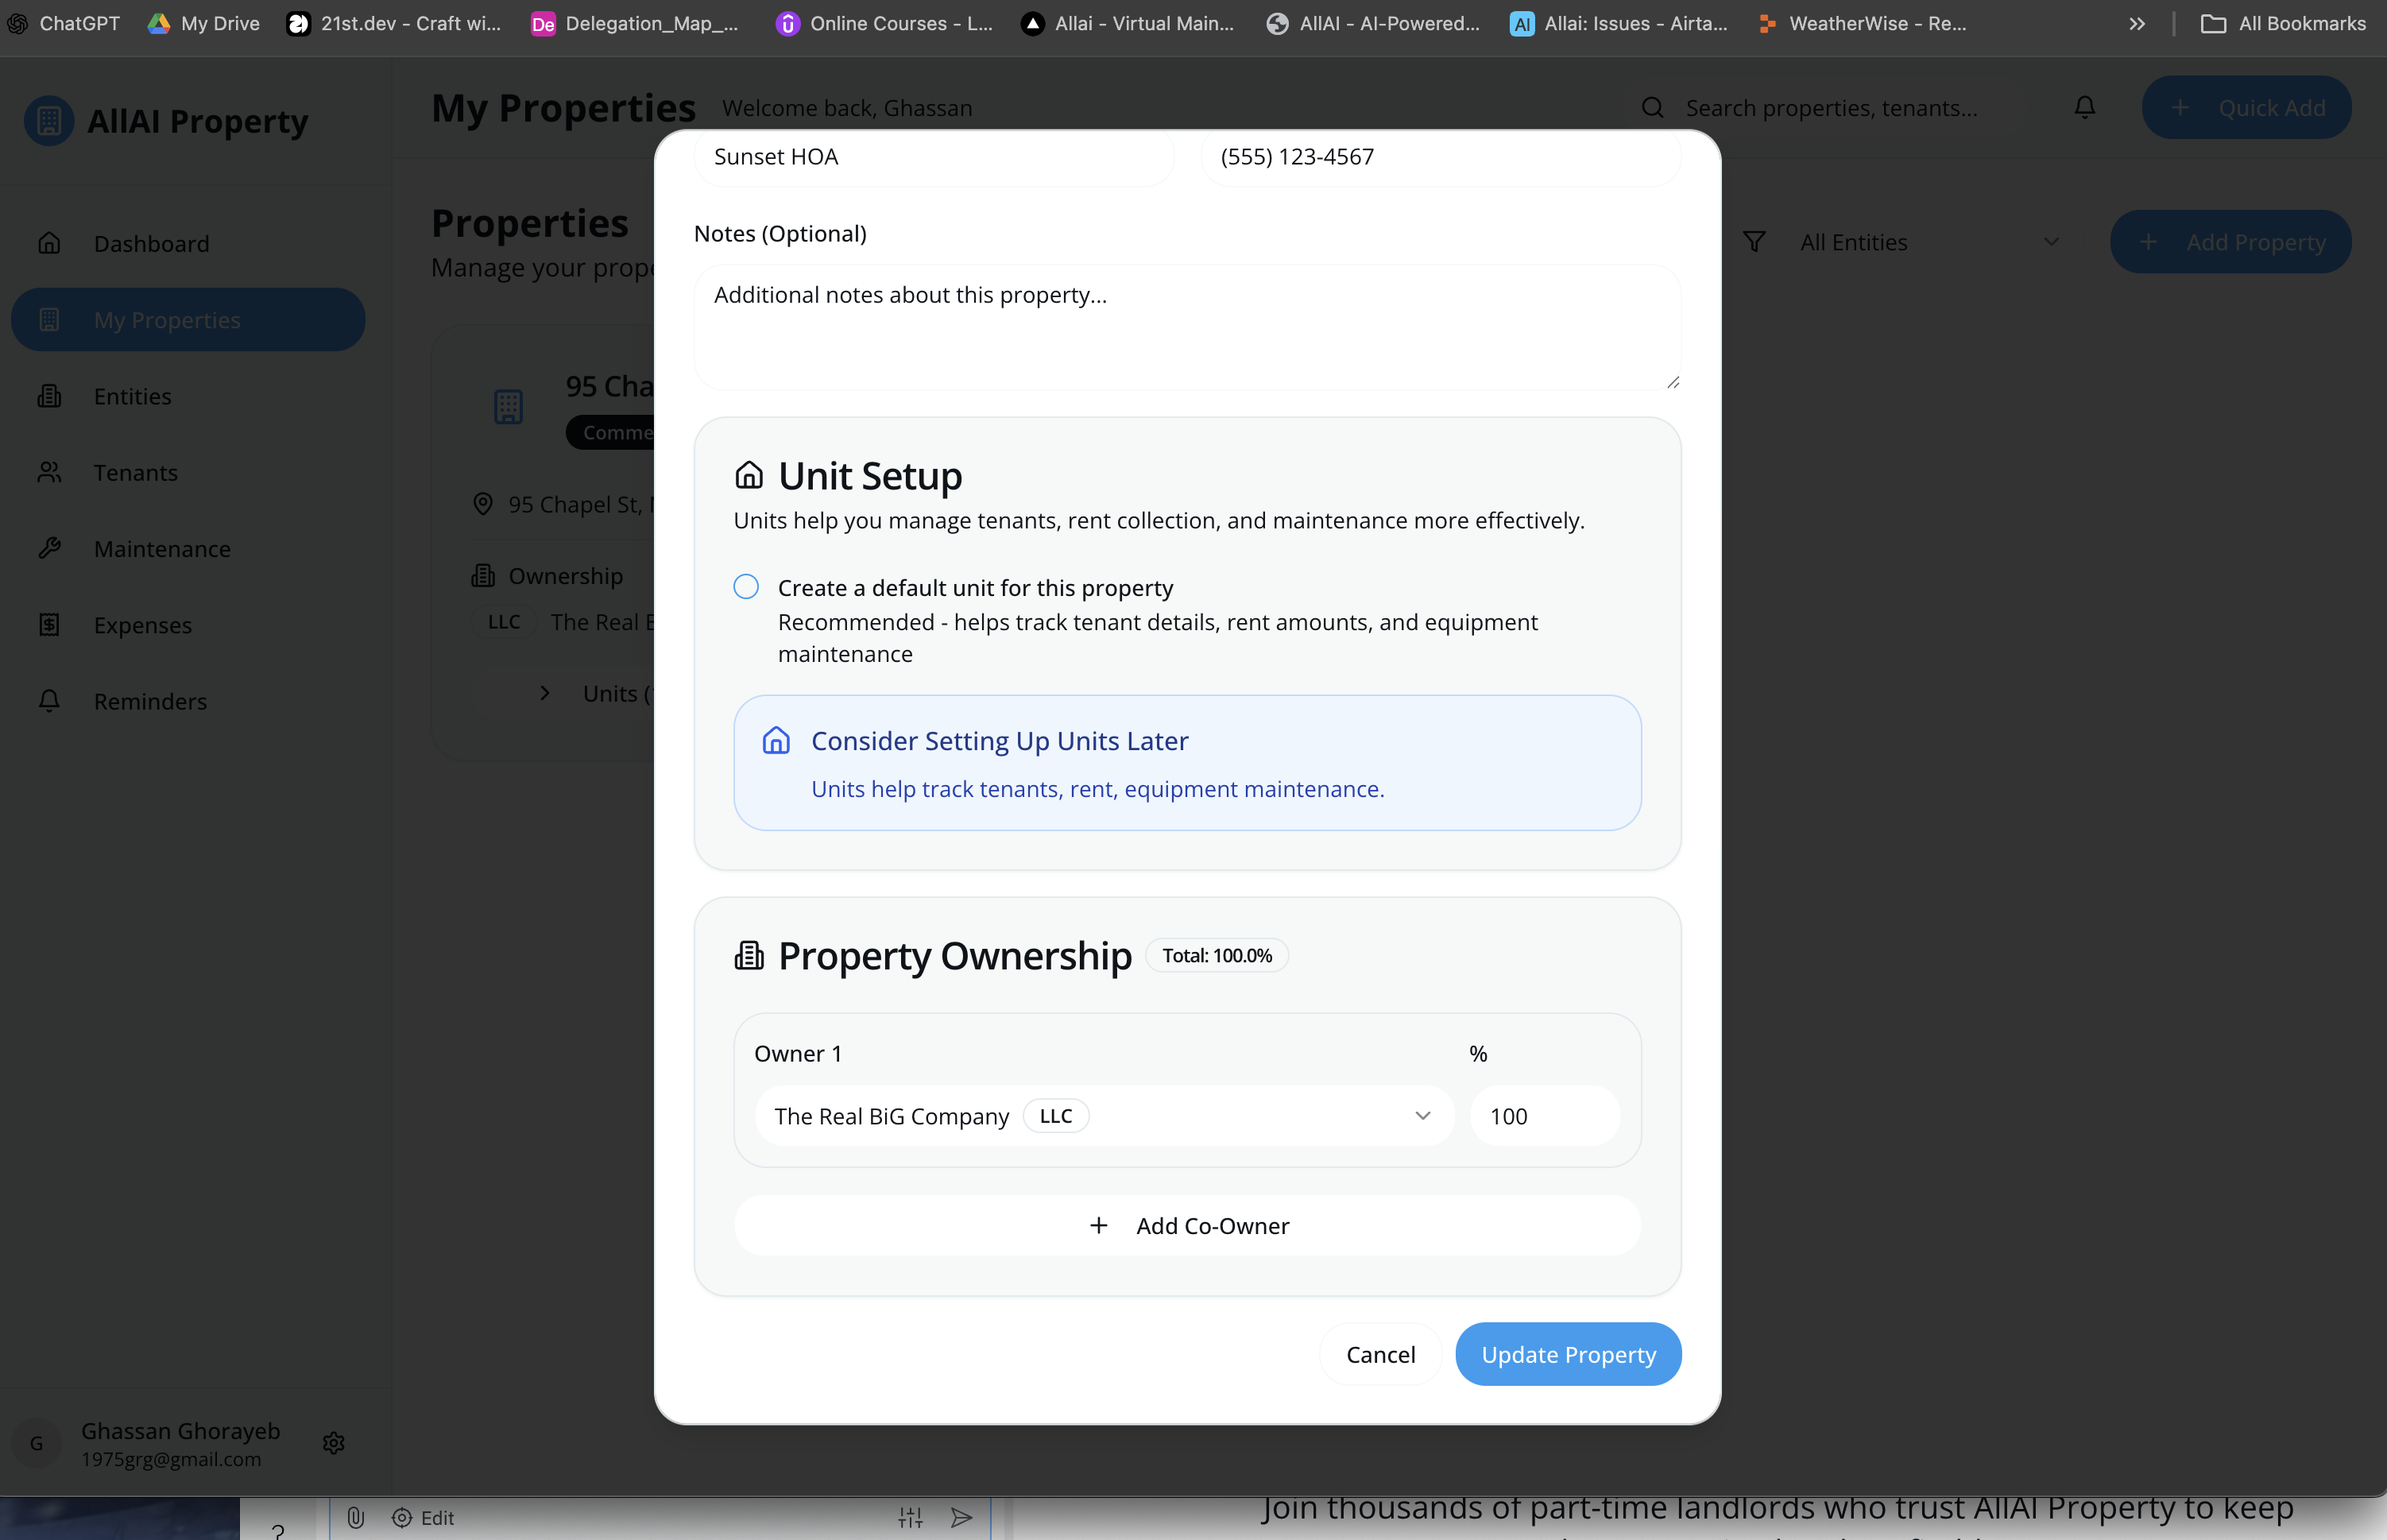 ChatGPT
My Drive
21st.dev - Craft wi...
De
Delegation_Map_...
Online Courses - L...
Allai - Virtual Main...
AllAI - AI-Powered...
AI
Allai: Issues - Airta...
WeatherWise - Re...
All Bookmarks
AllAI Property
My Properties
Welcome back, Ghassan
Search properties, tenants...
Quick Add
Dashboard
My Properties
Entities
Tenants
Maintenance
Expenses
Reminders
Properties
Manage your prope
All Entities
Add Property
95 Cha
Comme
95 Chapel St,
Ownership
LLC
The Real
Units (
Sunset HOA
(555) 123-4567
Notes (Optional)
Additional notes about this property...
Unit Setup
Units help you manage tenants, rent collection, and maintenance more effectively.
Create a default unit for this property
Recommended - helps track tenant details, rent amounts, and equipment
maintenance
Consider Setting Up Units Later
Units help track tenants, rent, equipment maintenance.
Property Ownership
Total: 100.0%
Owner 1
%
The Real BiG Company
LLC
100
Add Co-Owner
Cancel
Update Property
G
Ghassan Ghorayeb
1975grg@gmail.com
?
Edit
Join thousands of part-time landlords who trust AllAI Property to keep